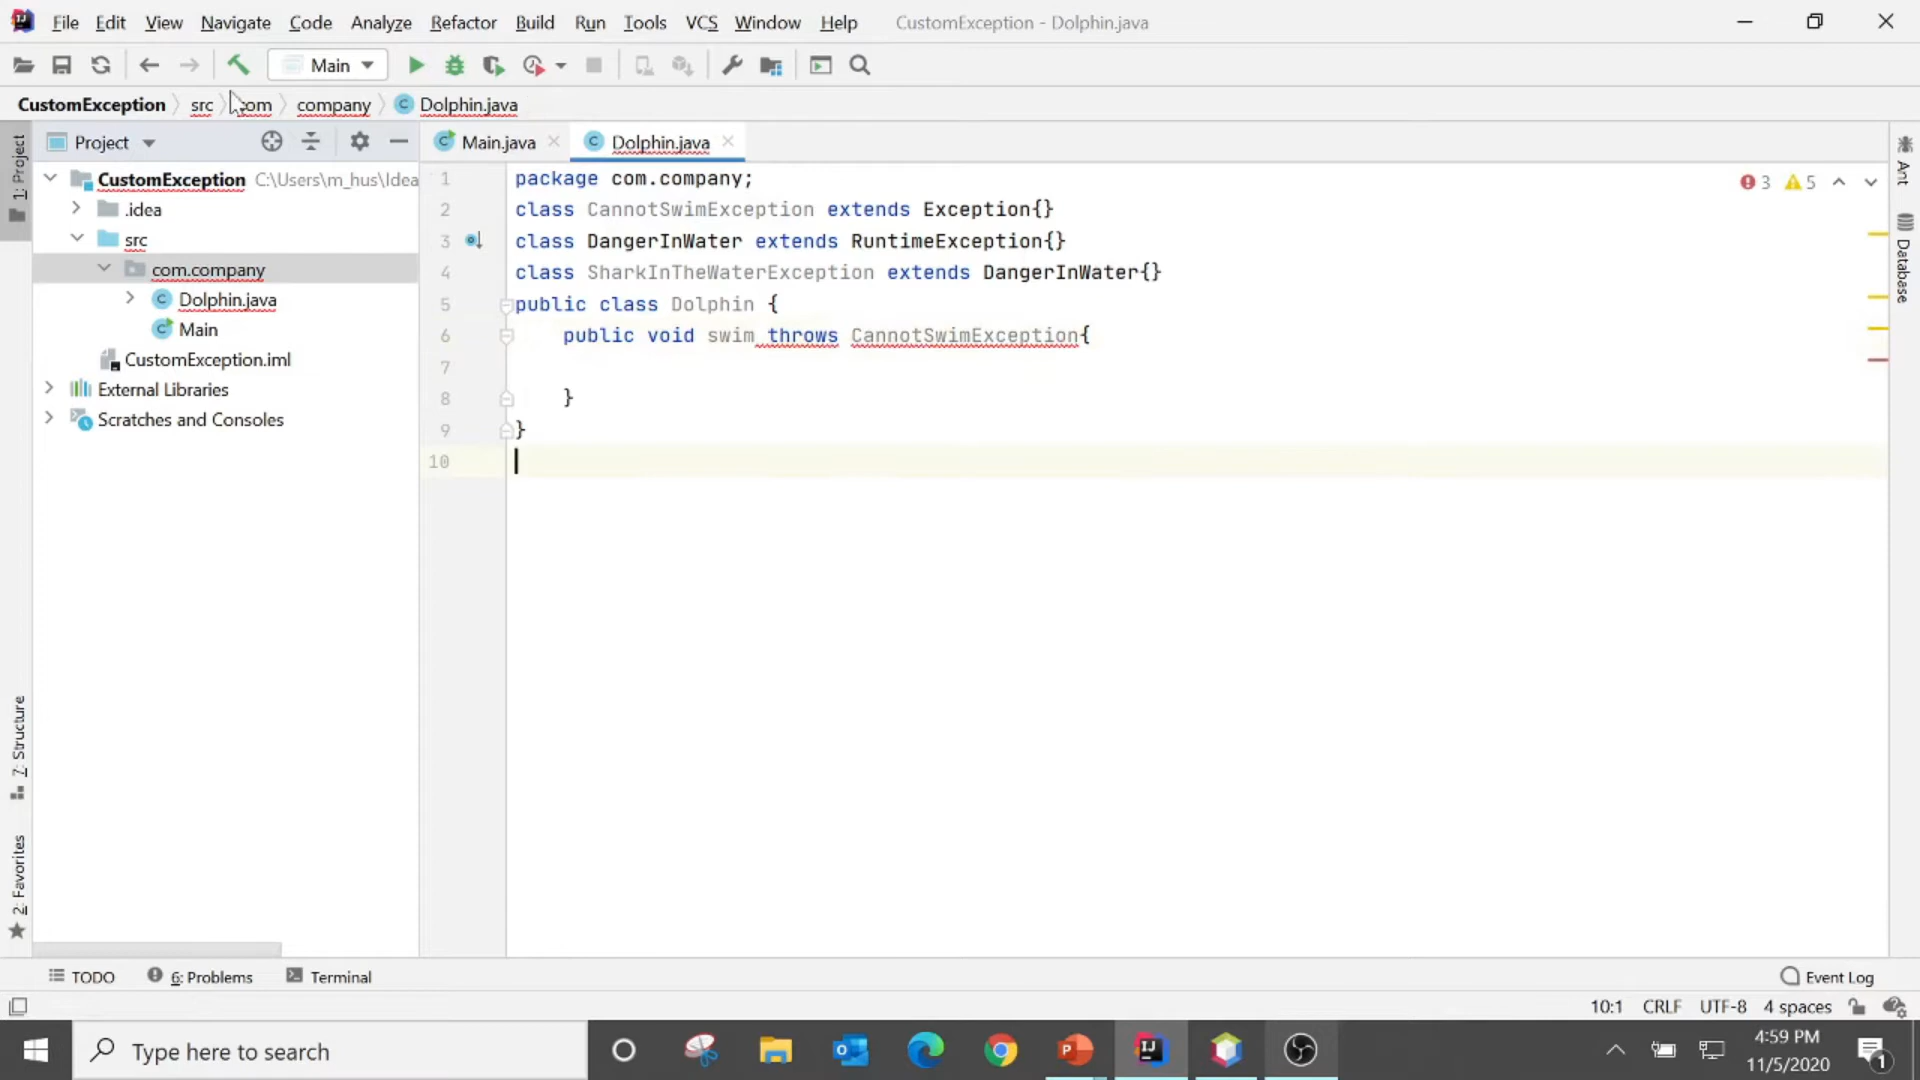 File Edit View Navigate Code Analyze Refactor Build Run Tools VCS Window Help CustomException - Dolphin.java
Main
CustomException src com company Dolphin.java
Project
Main.java Dolphin.java
CustomException C:\Users\m_hus\Idea
.idea
src
com.company
Dolphin.java
Main
CustomException.iml
External Libraries
Scratches and Consoles
1 package com.company;
2 class CannotSwimException extends Exception{}
3 class DangerInWater extends RuntimeException{}
4 class SharkInTheWaterException extends DangerInWater{}
5 public class Dolphin {
6 public void swim throws CannotSwimException{
7
8 }
9 }
10
3 5
1: Project
7: Structure
2: Favorites
Ant
Database
TODO 6: Problems Terminal Event Log
10:1 CRLF UTF-8 4 spaces
Type here to search
4:59 PM
11/5/2020
1